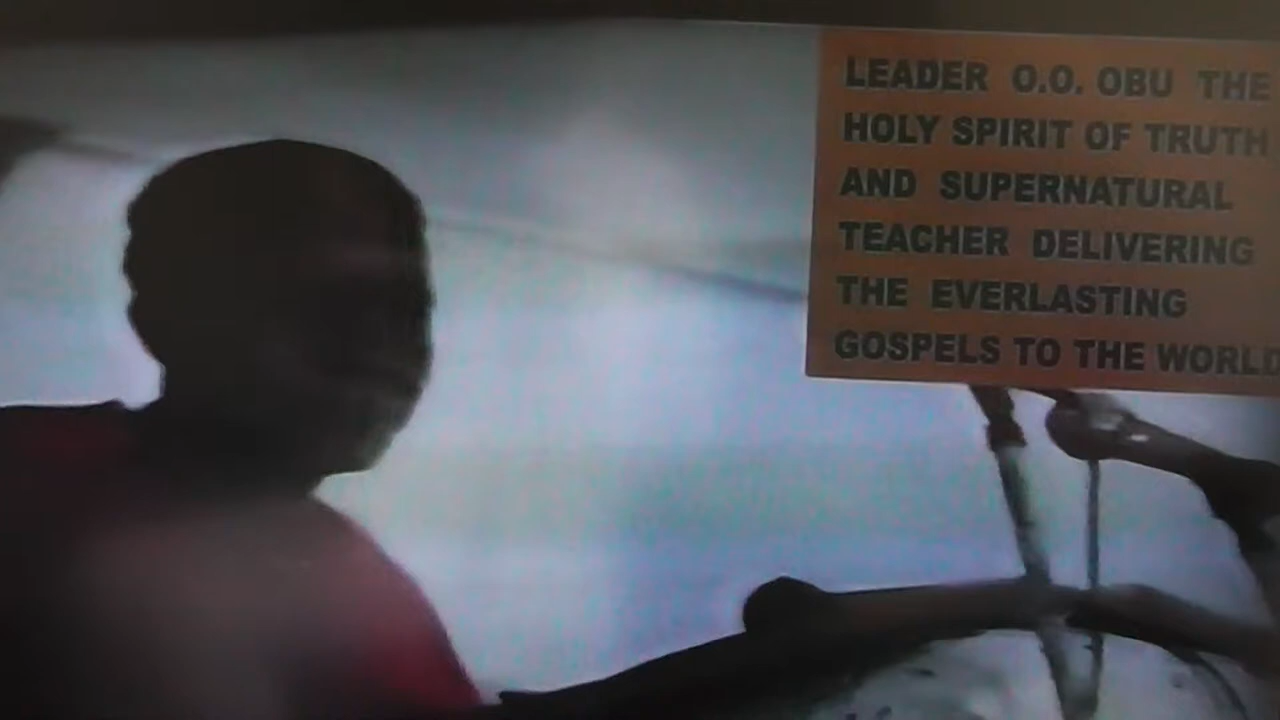 LEADER O.O. OBU THE
HOLY SPIRIT OF TRUTH
AND SUPERNATURAL
TEACHER DELIVERING
THE EVERLASTING
GOSPELS TO THE WORLD